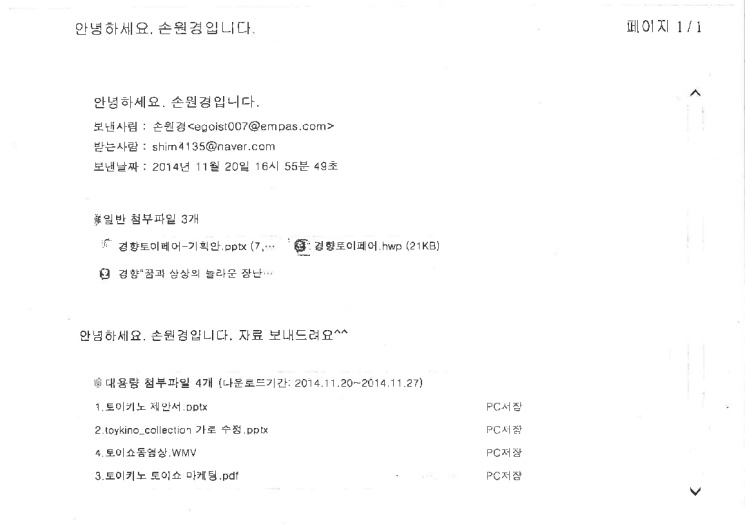 안녕하세요. 손원경입니다.
페이지 1 / 1
안녕하세요. 손원경입니다.
보낸사람 : 손원경<egoist007@empas.com>
받는사람 : shim4135@naver.com
보낸날짜 : 2014년 11월 20일 16시 55분 49초
일반 첨부파일 3개
경향토이페어-기획안.pptx (7,··· 경향토이페어.hwp (21KB)
경향"꿈과 상상의 놀라운 장난···
안녕하세요. 손원경입니다. 자료 보내드려요^^
대용량 첨부파일 4개 (다운로드기간: 2014.11.20~2014.11.27)
1.토이키노 제안서.pptx PC저장
2.toykino_collection 가로 수정.pptx PC저장
4.토이쇼동영상.WMV PC저장
3.토이키노 토이쇼 마케팅.pdf PC저장